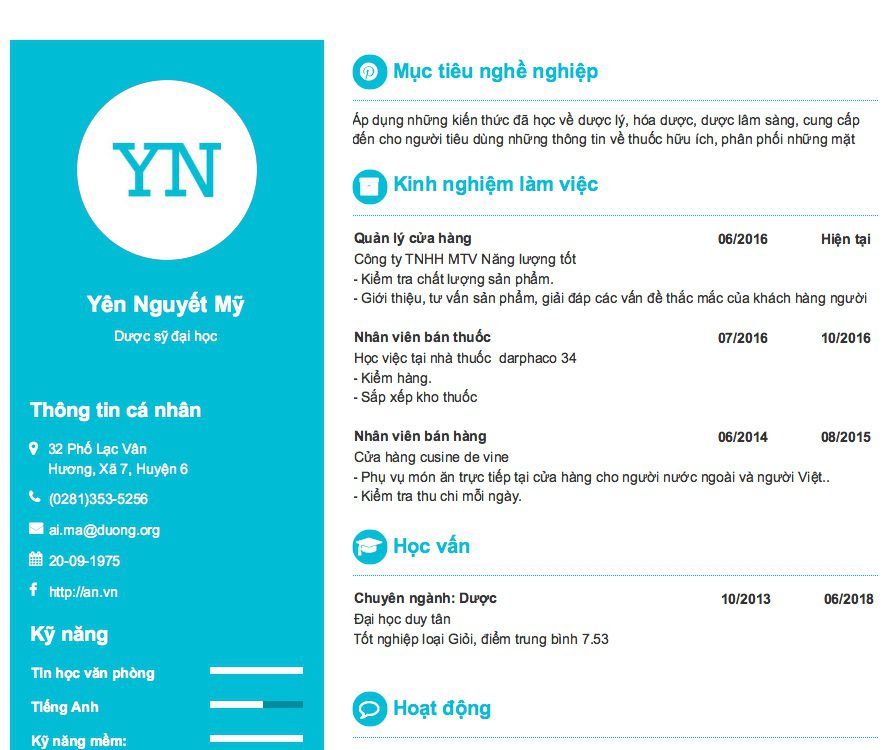 YN
Yên Nguyết Mỹ
Dược sỹ đại học
Thông tin cá nhân
32 Phố Lạc Vân
Hương, Xã 7, Huyện 6
(0281)353-5256
ai.ma@duong.org
20-09-1975
http://an.vn
Kỹ năng
Tin học văn phòng
Tiếng Anh
Kỹ năng mềm:
Mục tiêu nghề nghiệp
Áp dụng những kiến thức đã học về dược lý, hóa dược, dược lâm sàng, cung cấp
đến cho người tiêu dùng những thông tin về thuốc hữu ích, phân phối những mặt
Kinh nghiệm làm việc
Quản lý cửa hàng 06/2016 Hiện tại
Công ty TNHH MTV Năng lượng tốt
- Kiểm tra chất lượng sản phẩm.
- Giới thiệu, tư vấn sản phẩm, giải đáp các vấn đề thắc mắc của khách hàng người
Nhân viên bán thuốc 07/2016 10/2016
Học việc tại nhà thuốc darphaco 34
- Kiểm hàng.
- Sắp xếp kho thuốc
Nhân viên bán hàng 06/2014 08/2015
Cửa hàng cusine de vine
- Phụ vụ món ăn trực tiếp tại cửa hàng cho người nước ngoài và người Việt..
- Kiểm tra thu chi mỗi ngày.
Học vấn
Chuyên ngành: Dược 10/2013 06/2018
Đại học duy tân
Tốt nghiệp loại Giỏi, điểm trung bình 7.53
Hoạt động